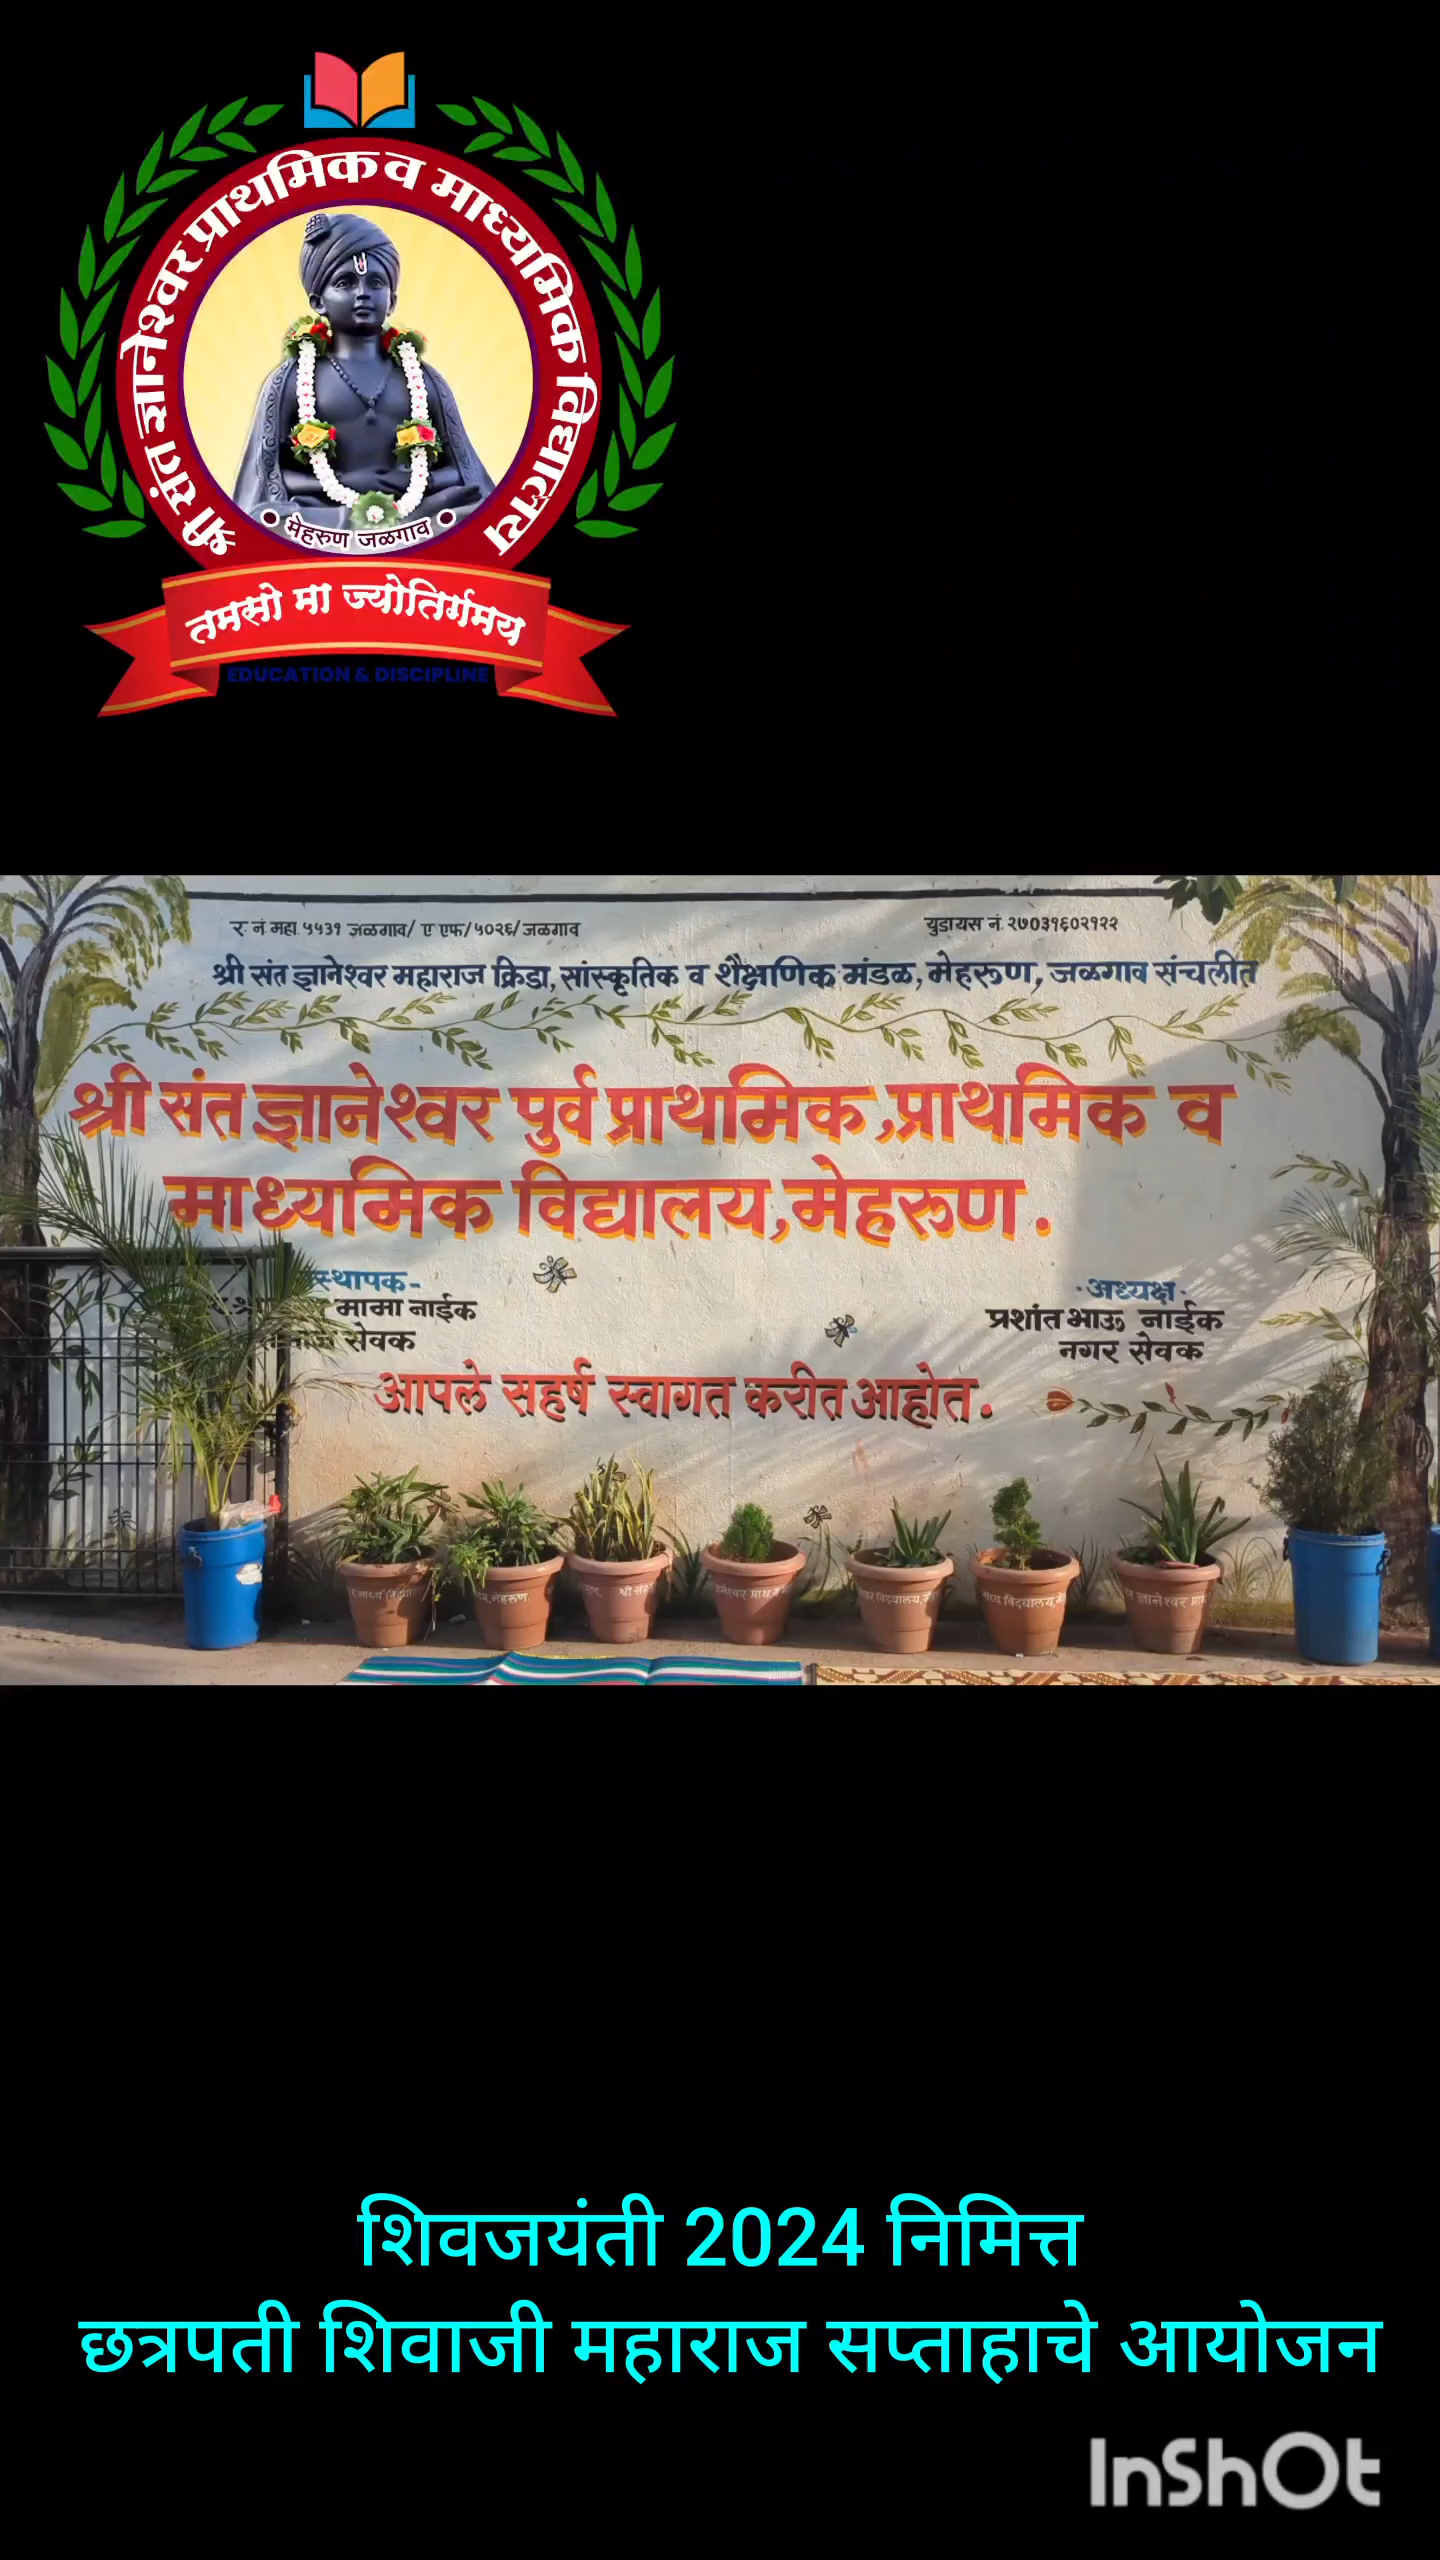 श्री संत ज्ञानेश्वर प्राथमिक व माध्यमिक विद्यालय
मेहरुण जळगाव
तमसो मा ज्योतिर्गमय
EDUCATION & DISCIPLINE
र. नं. महा. ५५३१ जळगाव/ ए एफ/५०२६/जळगाव
युडायस नं. २७०३१६०२१२२
श्री संत ज्ञानेश्वर महाराज क्रिडा, सांस्कृतिक व शैक्षणिक मंडळ, मेहरूण, जळगाव संचलीत
श्री संत ज्ञानेश्वर पुर्व प्राथमिक,प्राथमिक व
माध्यमिक विद्यालय,मेहरूण.
स्थापक-
मामा नाईक
सेवक
·अध्यक्ष·
प्रशांत भाऊ नाईक
नगर सेवक
आपले सहर्ष स्वागत करीत आहोत.
शिवजयंती 2024 निमित्त
छत्रपती शिवाजी महाराज सप्ताहाचे आयोजन
InShOt